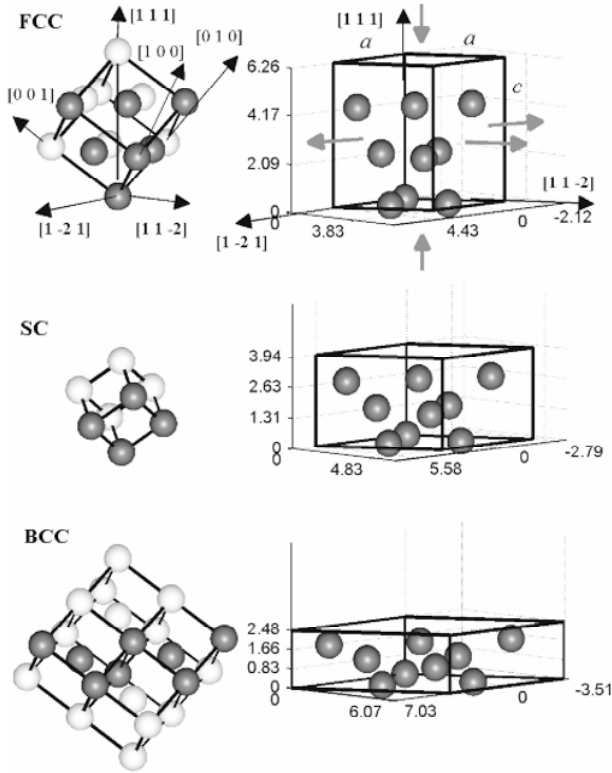 FCC
[1 1 1]
[0 1 0]
[1 0 0]
[0 0 1]
[1 -2 1]
[1 1 -2]
[1 1 1]
a
a
c
6.26
4.17
2.09
0
0
3.83
4.43
0
-2.12
[1 -2 1]
[1 1 -2]
SC
3.94
2.63
1.31
0
0
4.83
5.58
0
-2.79
BCC
2.48
1.66
0.83
0
0
6.07
7.03
0
-3.51